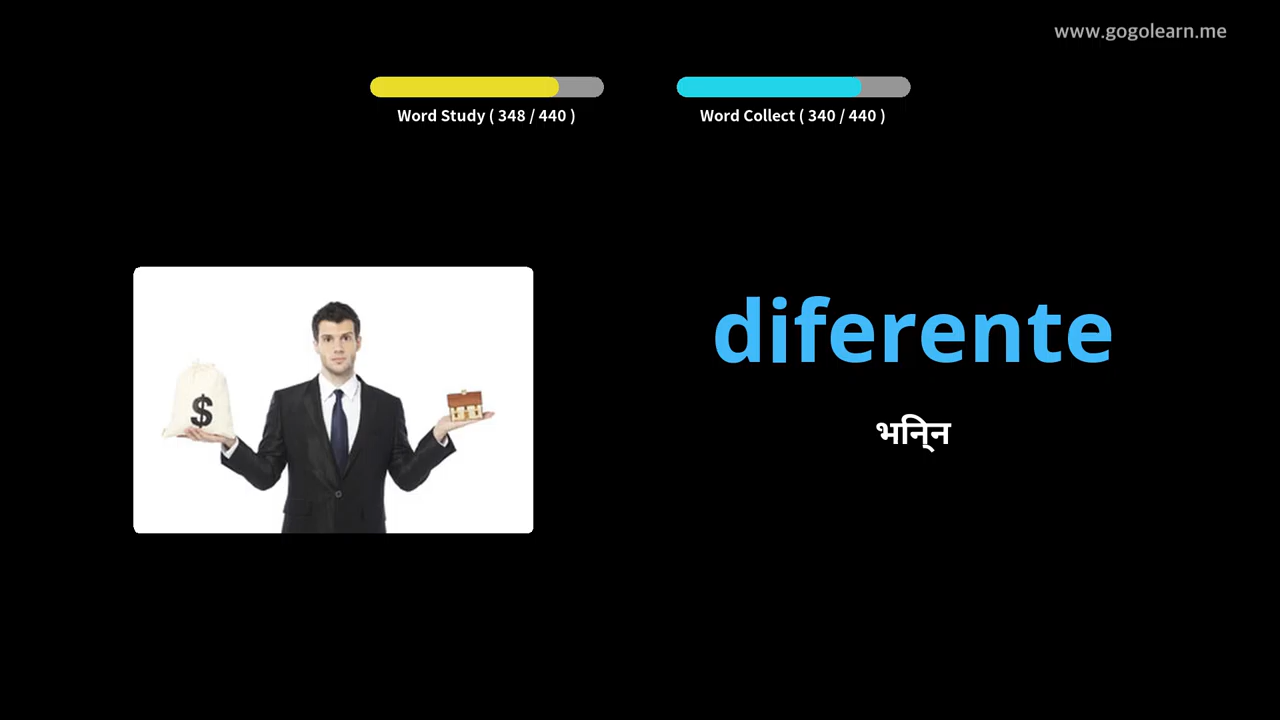 www.gogolearn.me
Word Study ( 348 / 440 )
Word Collect ( 340 / 440 )
$
diferente
भिन्न